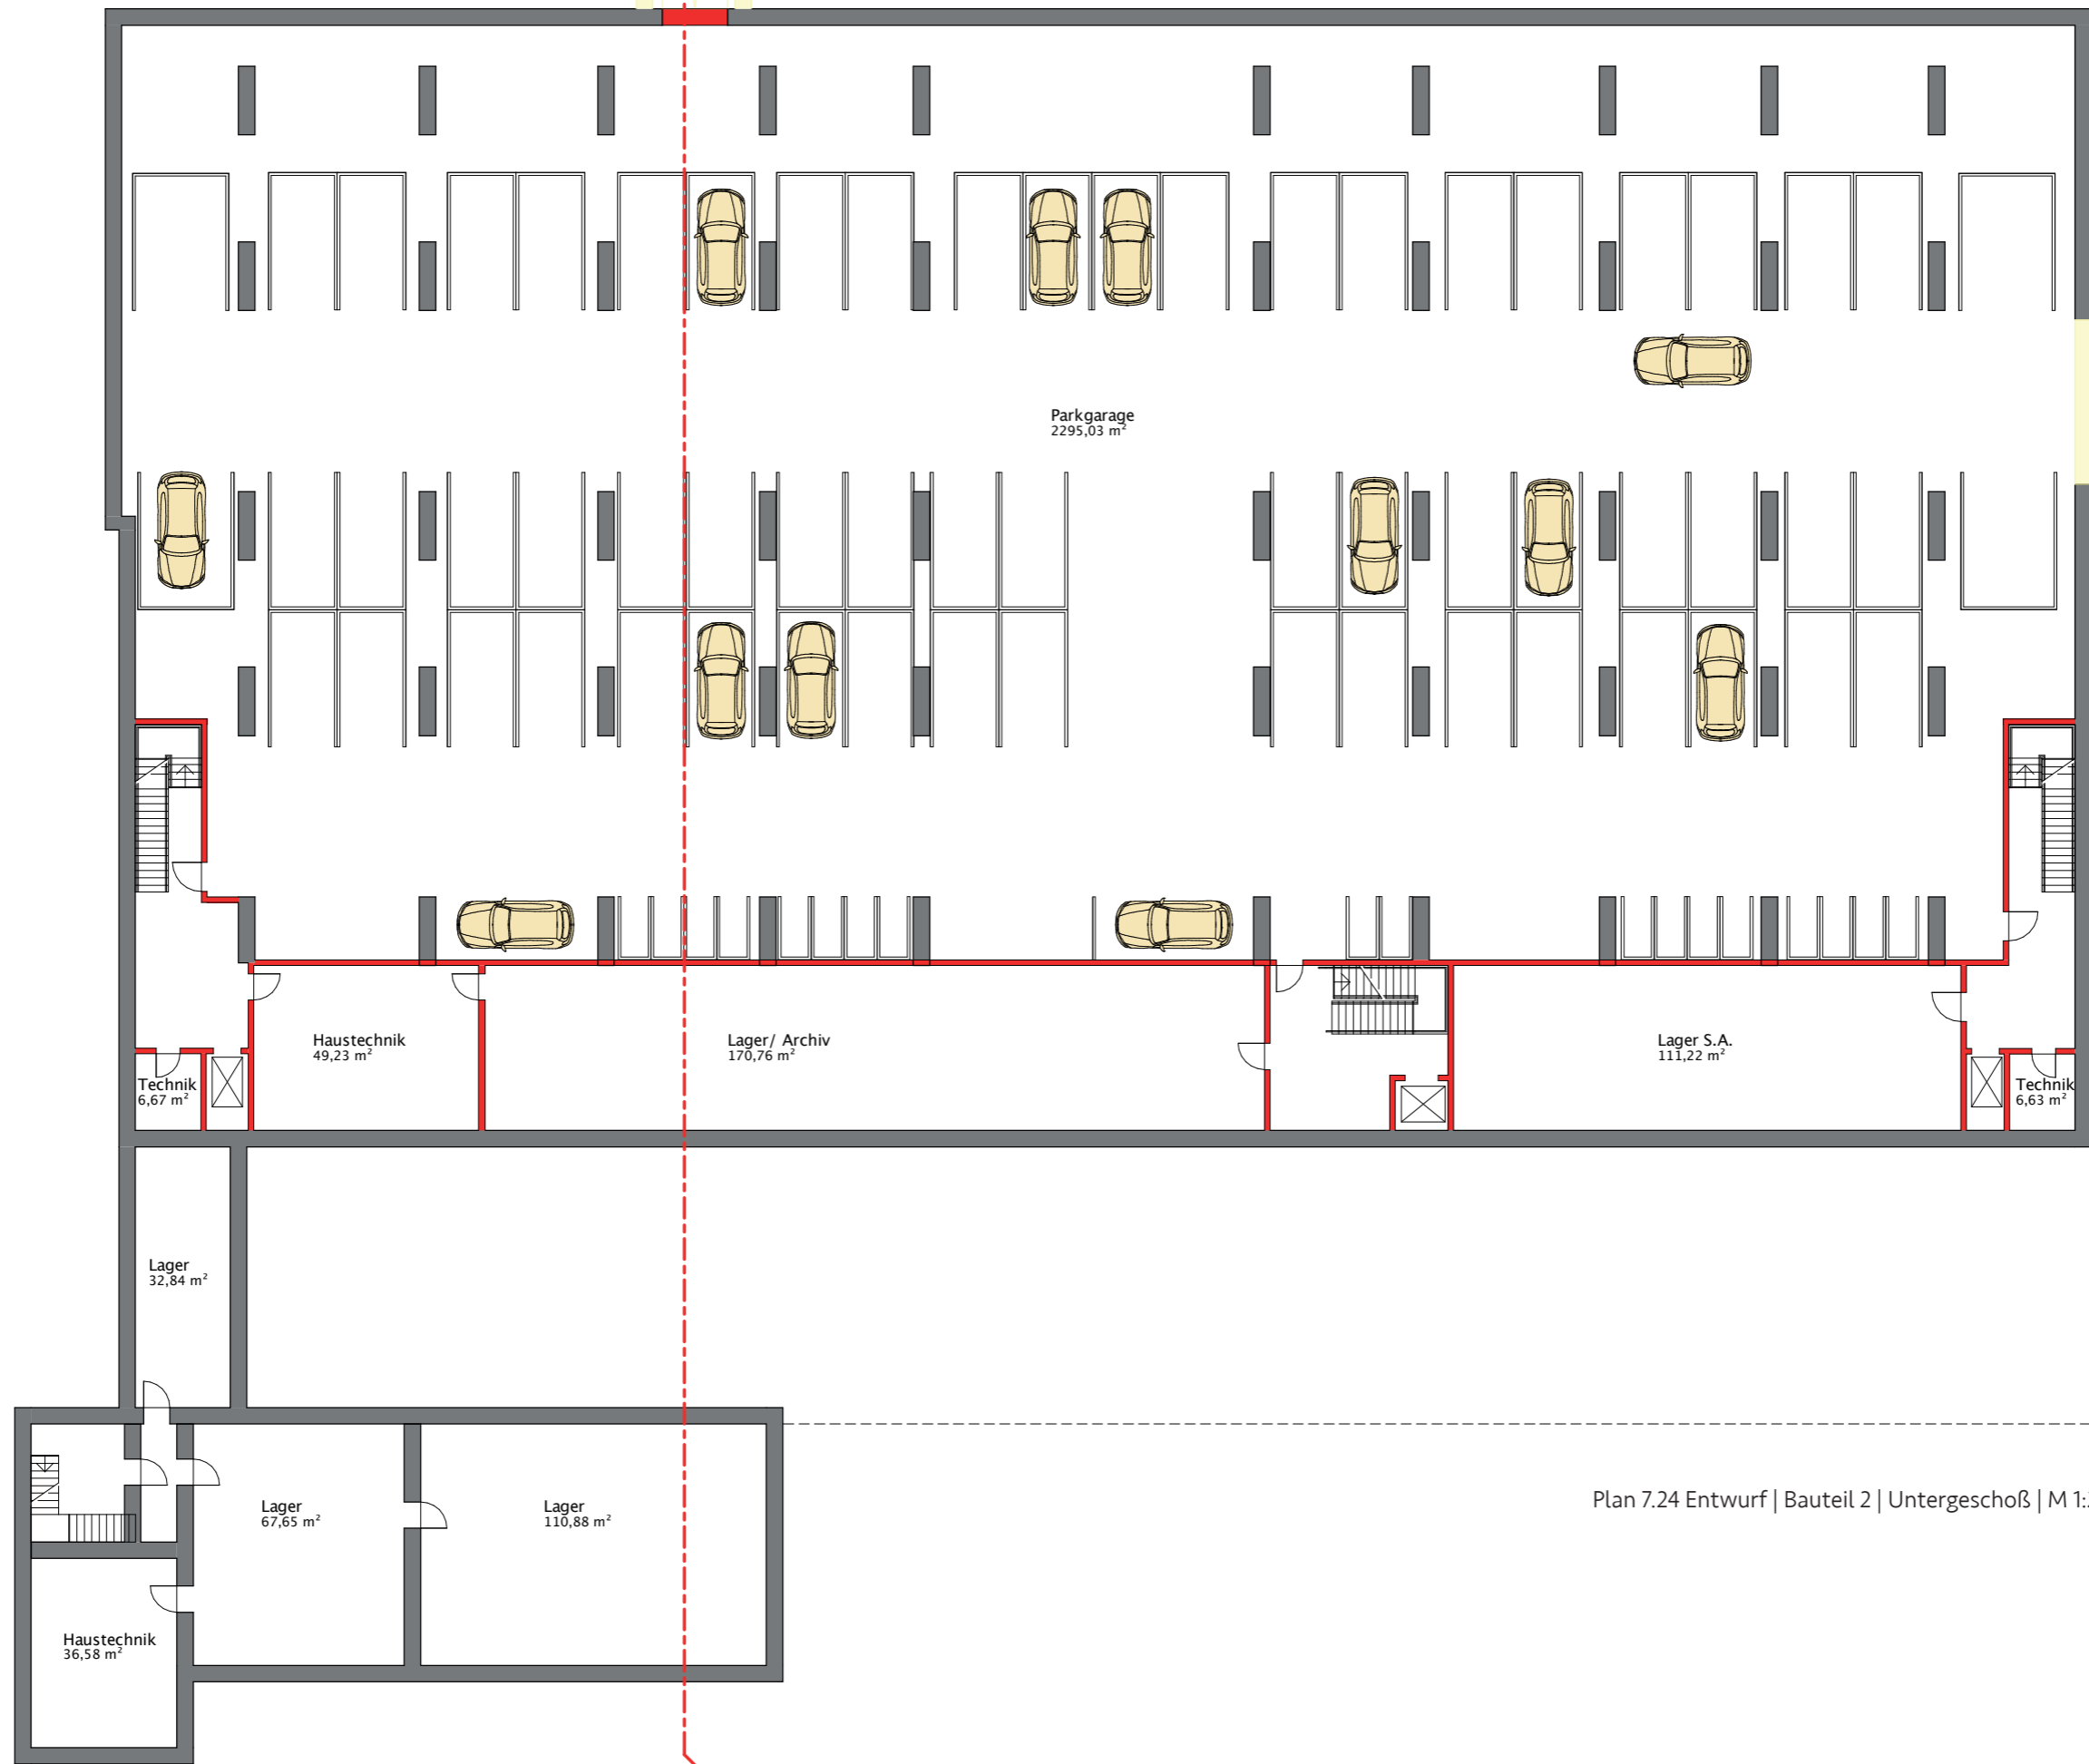 Parkgarage
2295,03 m²
Haustechnik
49,23 m²
Lager/ Archiv
170,76 m²
Lager S.A.
111,22 m²
Technik
6,67 m²
Technik
6,63 m²
Lager
32,84 m²
Lager
67,65 m²
Lager
110,88 m²
Plan 7.24 Entwurf | Bauteil 2 | Untergeschoß | M 1:
Haustechnik
36,58 m²